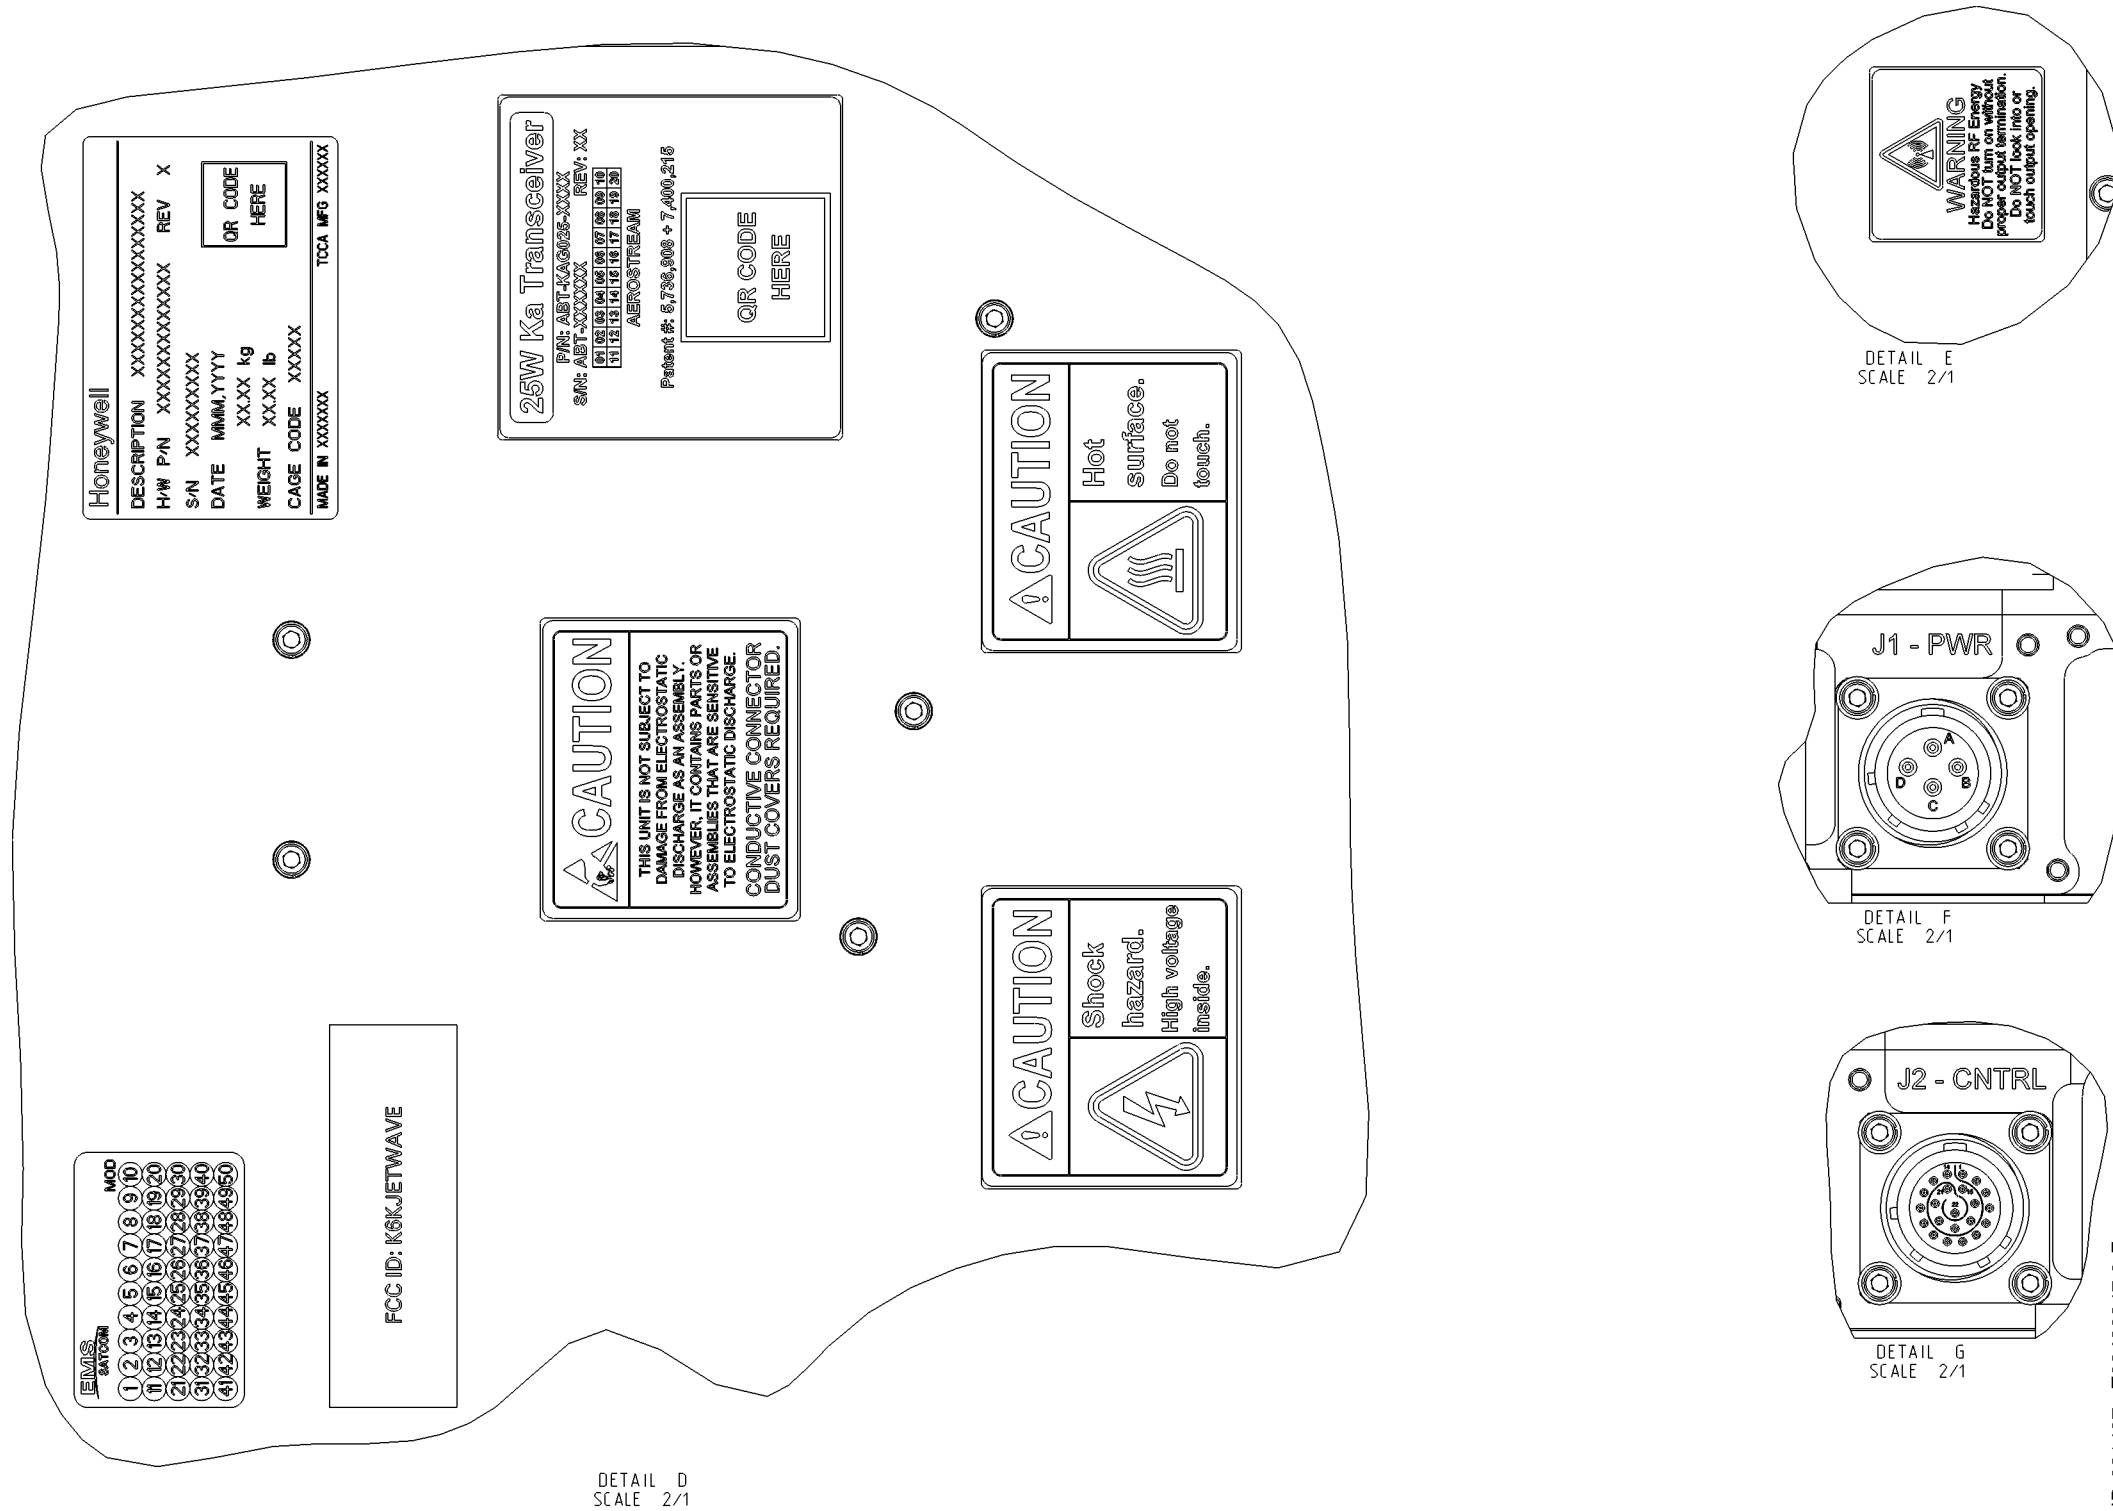 Honeywell
DESCRIPTION XXXXXXXXXXXXXXXXXXXX
H/W P/N XXXXXXXXXXXXXXXX REV X
S/N XXXXXXXXXX
DATE MMM,YYYY
XX.XX kg
WEIGHT XX.XX lb
CAGE CODE XXXXX
QR CODE
HERE
MADE IN XXXXXXX TCCA MFG XXXXXX
25W Ka Transceiver
P/N: ABT-KAG025-XXXX
S/N: ABT-XXXXXX REV: XX
01 02 03 04 05 06 07 08 09 10
11 12 13 14 15 16 17 18 19 20
AEROSTREAM
Patent #: 5,736,908 + 7,400,215
QR CODE
HERE
CAUTION
Hot
surface.
Do not
touch.
CAUTION
THIS UNIT IS NOT SUBJECT TO
DAMAGE FROM ELECTROSTATIC
DISCHARGE AS AN ASSEMBLY.
HOWEVER, IT CONTAINS PARTS OR
ASSEMBLIES THAT ARE SENSITIVE
TO ELECTROSTATIC DISCHARGE.
CONDUCTIVE CONNECTOR
DUST COVERS REQUIRED.
CAUTION
Shock
hazard.
High voltage
inside.
EMS
SATCOM
MOD
1 2 3 4 5 6 7 8 9 10
11 12 13 14 15 16 17 18 19 20
21 22 23 24 25 26 27 28 29 30
31 32 33 34 35 36 37 38 39 40
41 42 43 44 45 46 47 48 49 50
FCC ID: K6KJETWAVE
DETAIL D
SCALE 2/1
WARNING
Hazardous RF Energy
Do NOT turn on without
proper output termination.
Do NOT look into or
touch output opening.
DETAIL E
SCALE 2/1
J1 - PWR
A
D B
C
DETAIL F
SCALE 2/1
J2 - CNTRL
DETAIL G
SCALE 2/1